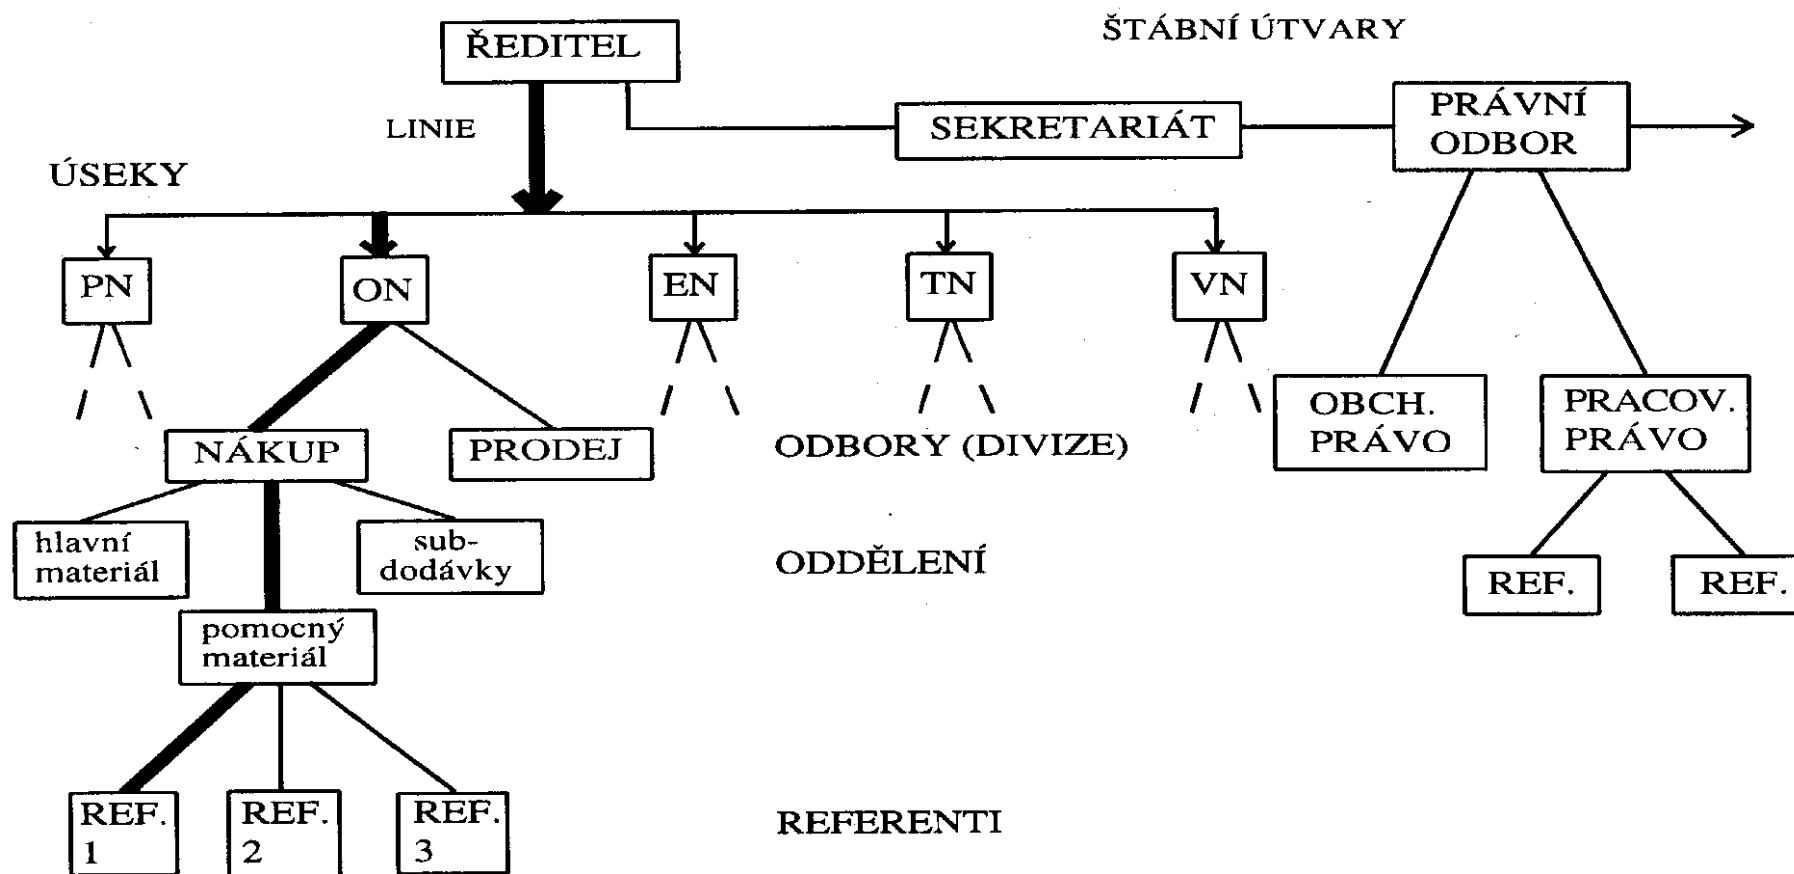 ŠTÁBNÍ ÚTVARY
ŘEDITEL
PRÁVNÍ
ODBOR
LINIE
SEKRETARIÁT
ÚSEKY
PN
ON
EN
TN
VN
OBCH.
PRÁVO
PRACOV.
PRÁVO
NÁKUP
PRODEJ
ODBORY (DIVIZE)
hlavní
materiál
sub-
dodávky
ODDĚLENÍ
REF.
REF.
pomocný
materiál
REF.
1
REF.
2
REF.
3
REFERENTI